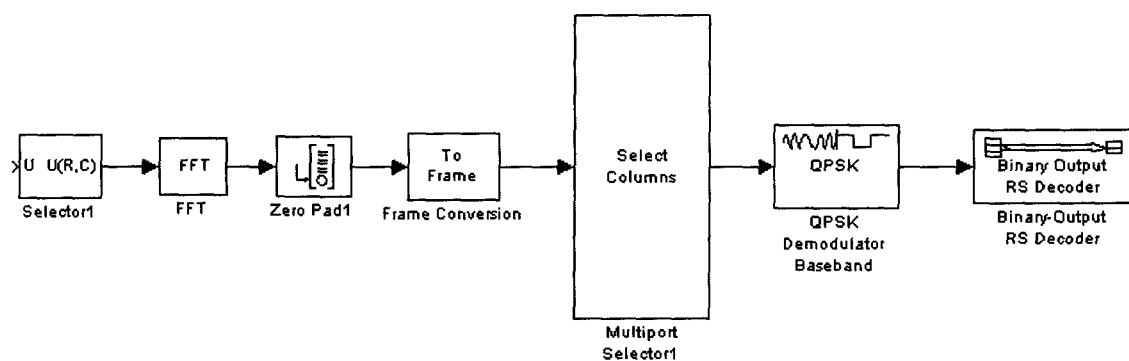 U U(R,C)
Selector1
FFT
FFT
Zero Pad1
To
Frame
Frame Conversion
Select
Columns
Multiport
Selector1
QPSK
QPSK
Demodulator
Baseband
Binary Output
RS Decoder
Binary-Output
RS Decoder